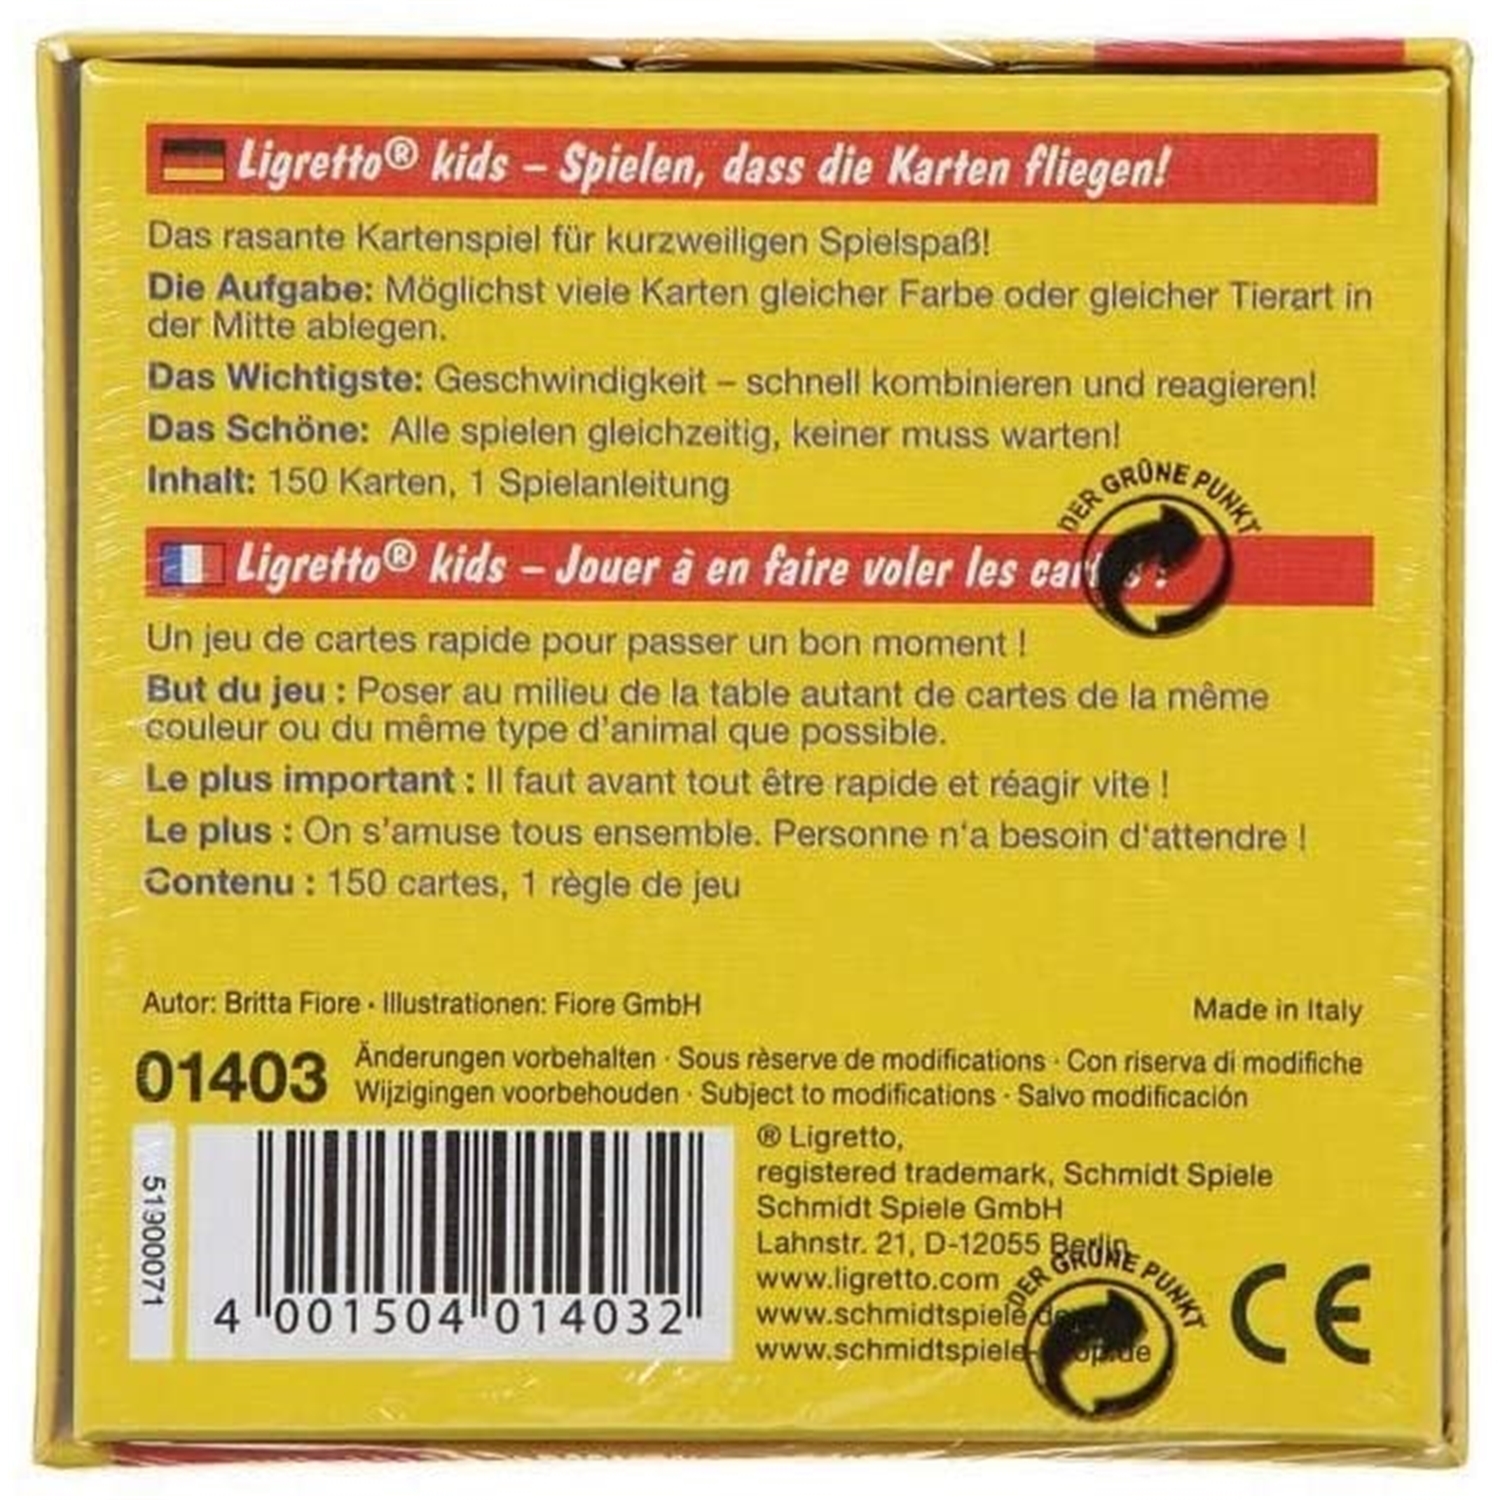 Ligretto® kids – Spielen, dass die Karten fliegen!
Das rasante Kartenspiel für kurzweiligen Spielspaß!
Die Aufgabe: Möglichst viele Karten gleicher Farbe oder gleicher Tierart in
der Mitte ablegen.
Das Wichtigste: Geschwindigkeit – schnell kombinieren und reagieren!
Das Schöne: Alle spielen gleichzeitig, keiner muss warten!
Inhalt: 150 Karten, 1 Spielanleitung
DER GRÜNE PUNKT
Ligretto® kids – Jouer à en faire voler les !
Un jeu de cartes rapide pour passer un bon moment !
But du jeu : Poser au milieu de la table autant de cartes de la même
couleur ou du même type d'animal que possible.
Le plus important : Il faut avant tout être rapide et réagir vite !
Le plus : On s'amuse tous ensemble. Personne n‘a besoin d‘attendre !
Contenu : 150 cartes, 1 règle de jeu
Autor: Britta Fiore · Illustrationen: Fiore GmbH
Made in Italy
01403
Änderungen vorbehalten · Sous rèserve de modifications · Con riserva di modifiche
Wijzigingen voorbehouden · Subject to modifications · Salvo modificación
51900071
4 001504 014032
® Ligretto,
registered trademark, Schmidt Spiele
Schmidt Spiele GmbH
Lahnstr. 21, D-12055 Berlin
www.ligretto.com
www.schmidtspiele.de
DER GRÜNE PUNKT
CE